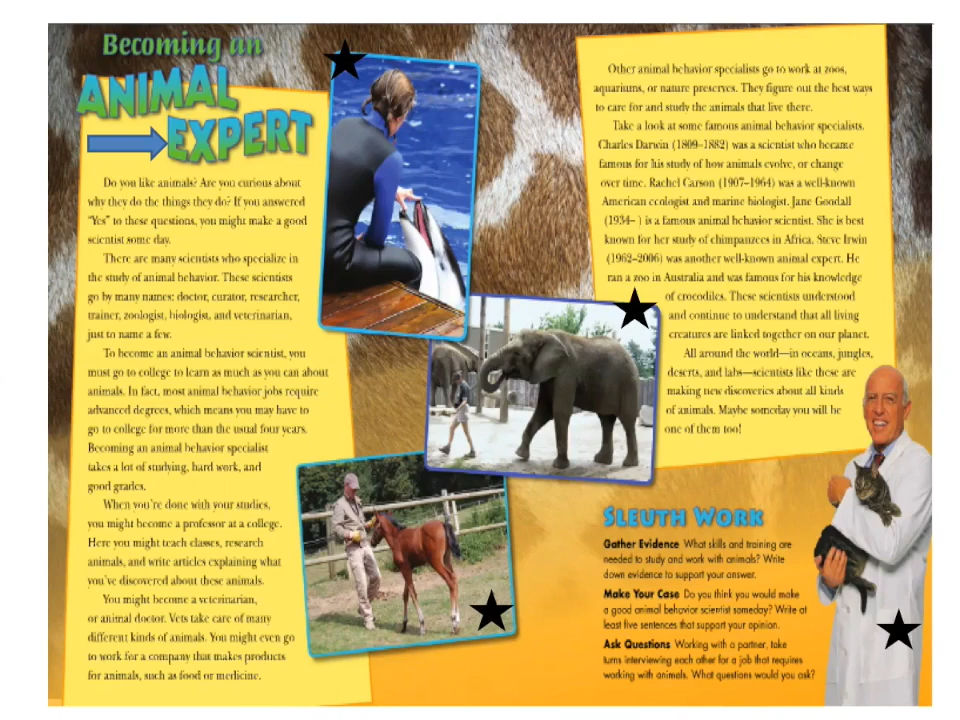 Becoming an
ANIMAL
EXPERT
Do you like animals? Are you curious about
why they do the things they do? If you answered
"Yes" to these questions, you might make a good
scientist some day.
There are many scientists who specialize in
the study of animal behavior. These scientists
go by many names: doctor, curator, researcher,
trainer, zoologist, biologist, and veterinarian,
just to name a few.
To become an animal behavior scientist, you
must go to college to learn as much as you can about
animals. In fact, most animal behavior jobs require
advanced degrees, which means you may have to
go to college for more than the usual four years.
Becoming an animal behavior specialist
takes a lot of studying, hard work, and
good grades.
When you're done with your studies,
you might become a professor at a college.
Here you might teach classes, research
animals, and write articles explaining what
you've discovered about these animals.
You might become a veterinarian,
or animal doctor. Vets take care of many
different kinds of animals. You might even go
to work for a company that makes products
for animals, such as food or medicine.
Other animal behavior specialists go to work at zoos,
aquariums, or nature preserves. They figure out the best ways
to care for and study the animals that live there.
Take a look at some famous animal behavior specialists.
Charles Darwin (1809–1882) was a scientist who became
famous for his study of how animals evolve, or change
over time. Rachel Carson (1907–1964) was a well-known
American ecologist and marine biologist. Jane Goodall
(1934– ) is a famous animal behavior scientist. She is best
known for her study of chimpanzees in Africa. Steve Irwin
(1962–2006) was another well-known animal expert. He
ran a zoo in Australia and was famous for his knowledge
of crocodiles. These scientists understood
and continue to understand that all living
creatures are linked together on our planet.
All around the world—in oceans, jungles,
deserts, and labs—scientists like these are
making new discoveries about all kinds
of animals. Maybe someday you will be
one of them too!
SLEUTH WORK
Gather Evidence What skills and training are
needed to study and work with animals? Write
down evidence to support your answer.
Make Your Case Do you think you would make
a good animal behavior scientist someday? Write at
least five sentences that support your opinion.
Ask Questions Working with a partner, take
turns interviewing each other for a job that requires
working with animals. What questions would you ask?